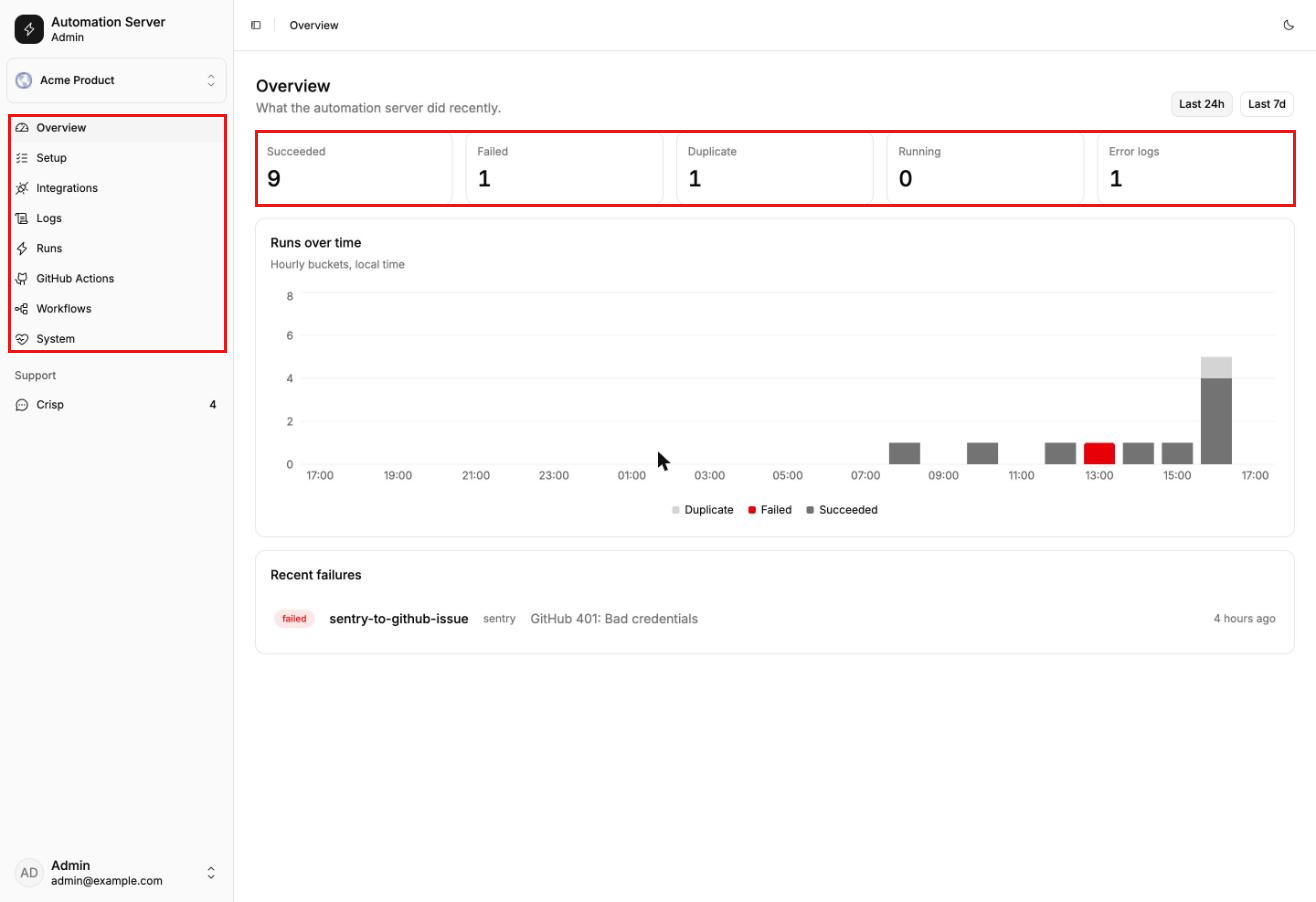 Automation Server
Admin
Acme Product
Overview
Setup
Integrations
Logs
Runs
GitHub Actions
Workflows
System
Support
Crisp 4
Admin
AD
admin@example.com
Overview
Overview
What the automation server did recently.
Last 24h Last 7d
Succeeded Failed Duplicate Running Error logs
9 1 1 0 1
Runs over time
Hourly buckets, local time
8
6
4
2
0
17:00 19:00 21:00 23:00 01:00 03:00 05:00 07:00 09:00 11:00 13:00 15:00 17:00
Duplicate Failed Succeeded
Recent failures
failed sentry-to-github-issue sentry GitHub 401: Bad credentials 4 hours ago